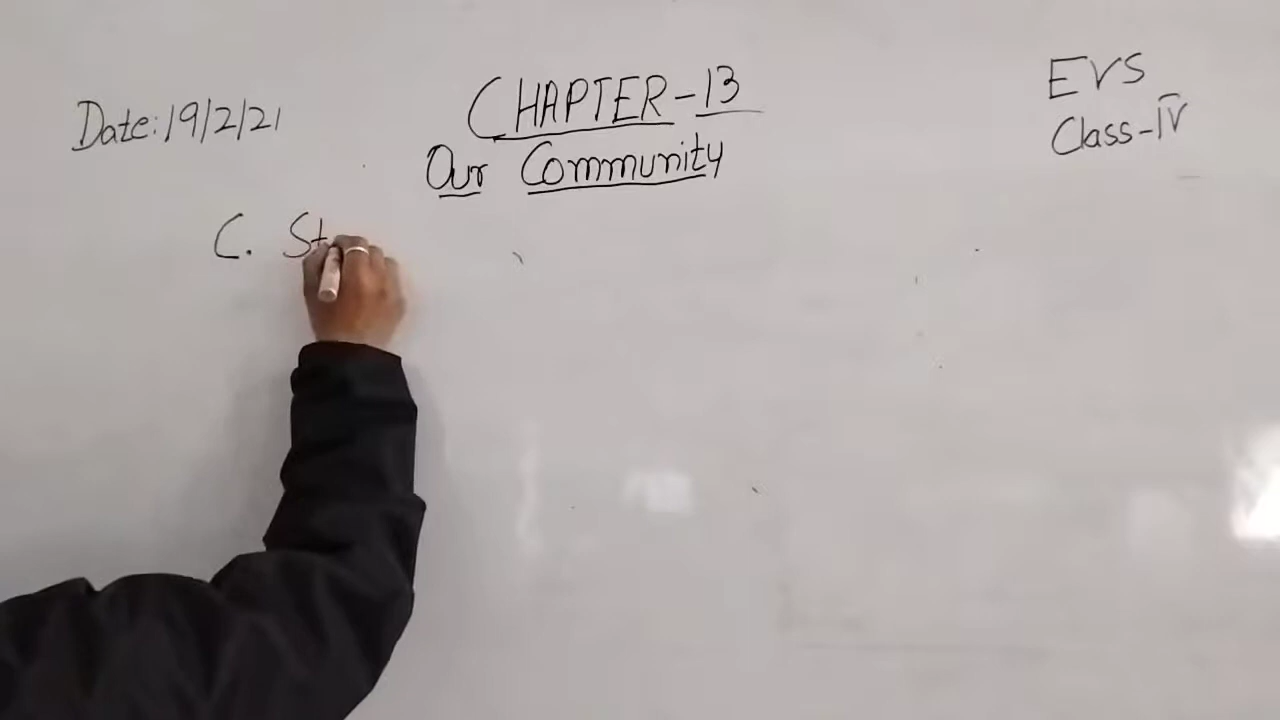 Date: 19/2/21
CHAPTER-13
Our Community
EVS
Class-IV
C. St